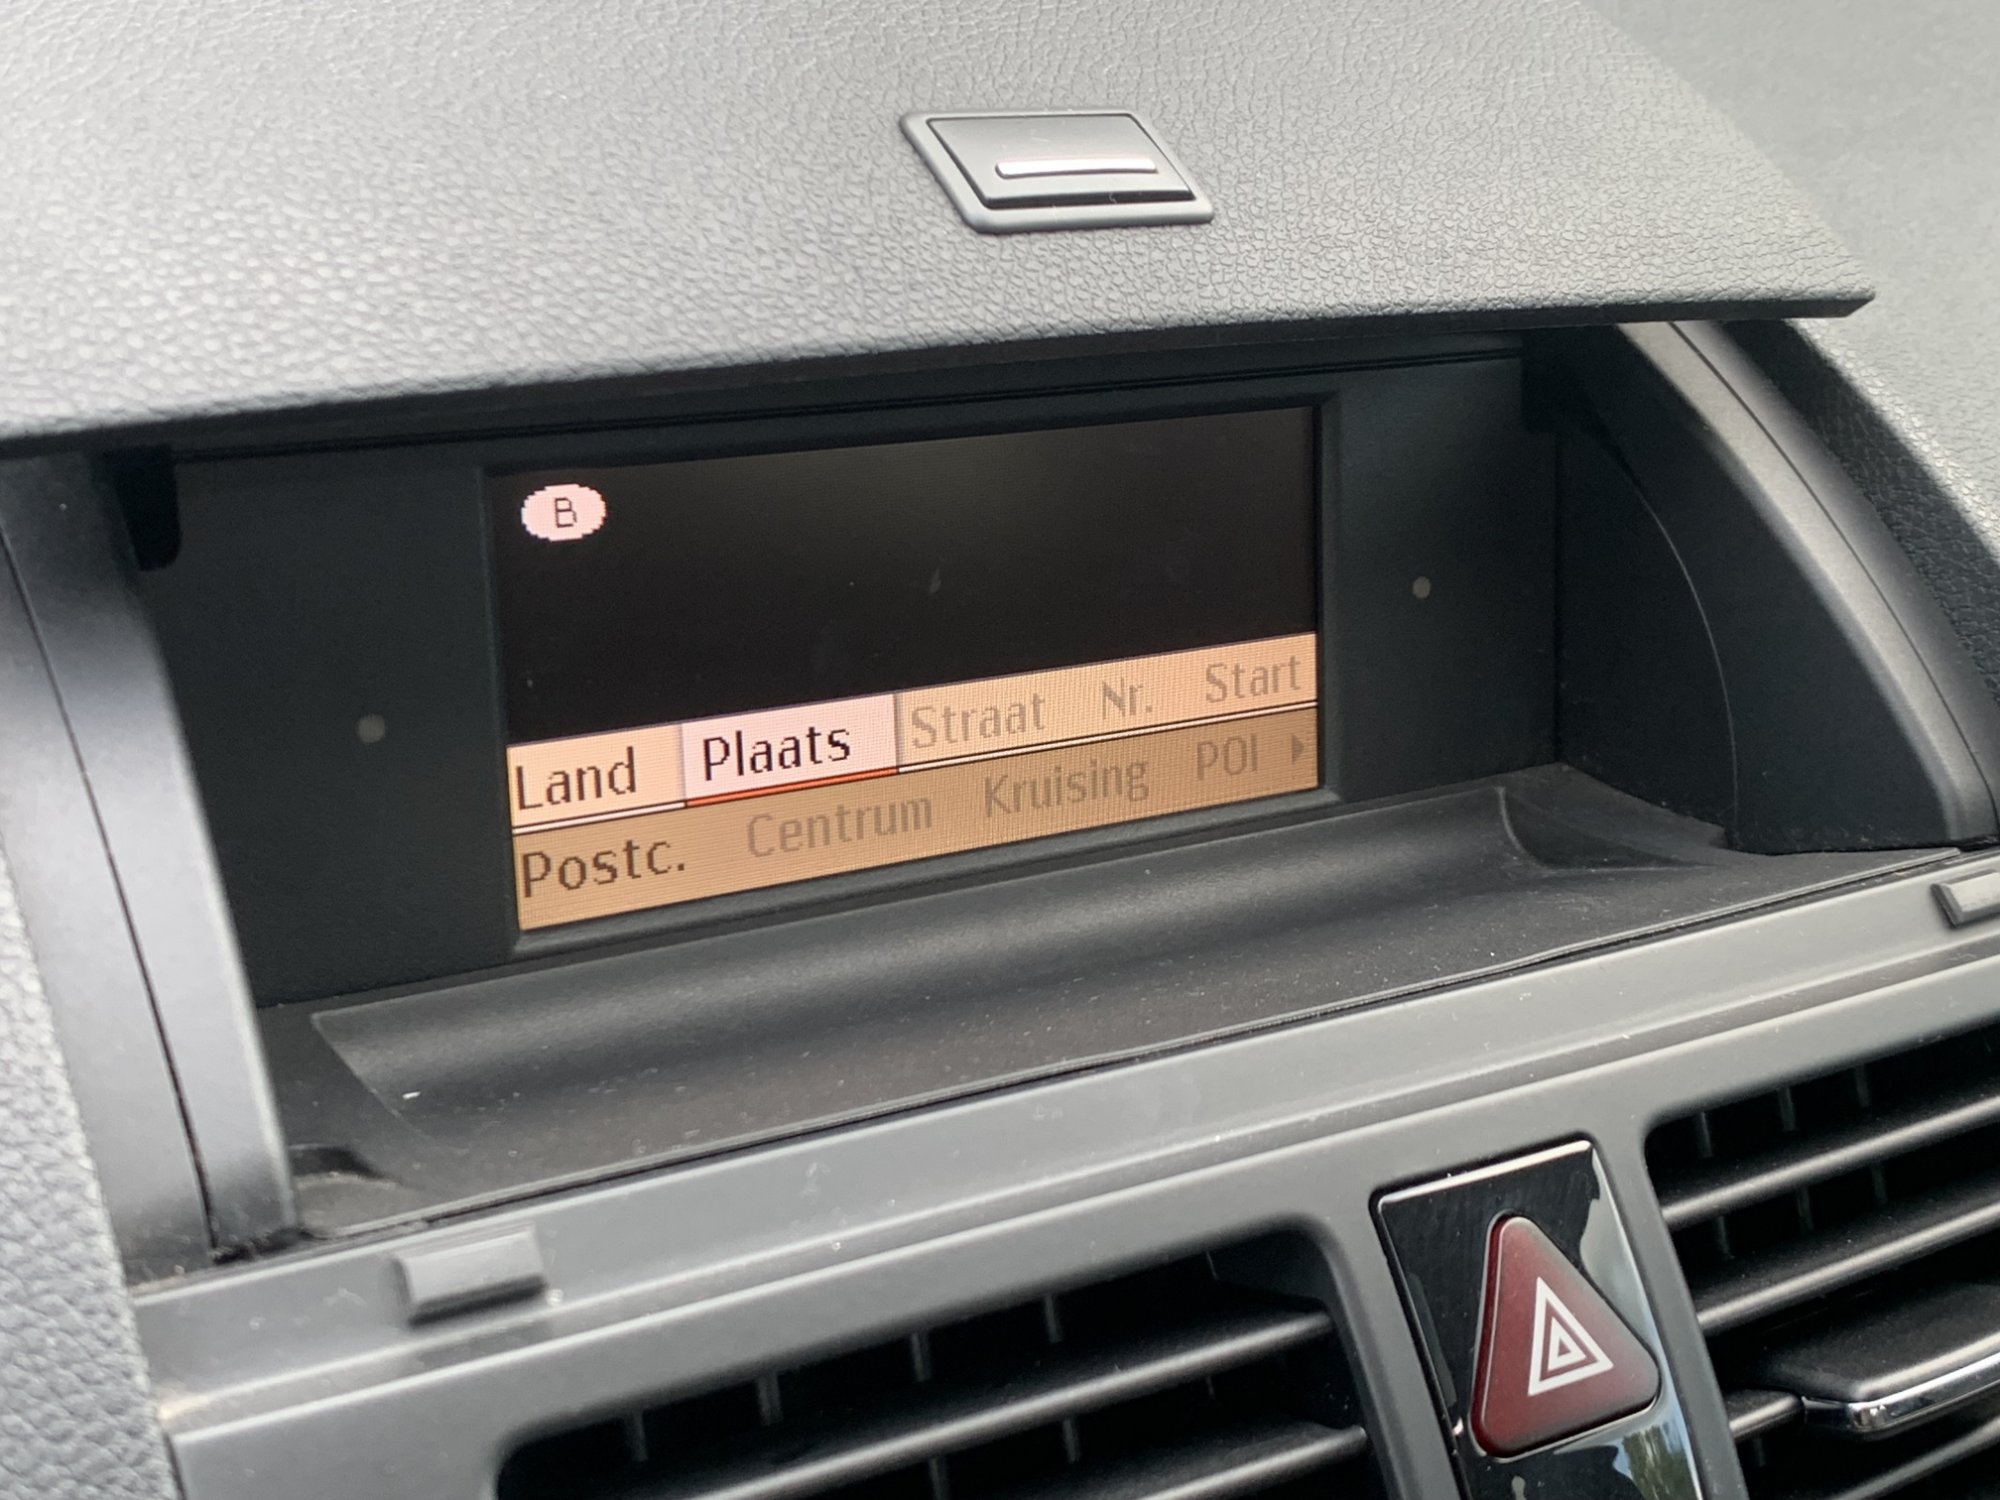 B
Land Plaats Straat Nr. Start
Postc. Centrum Kruising POI